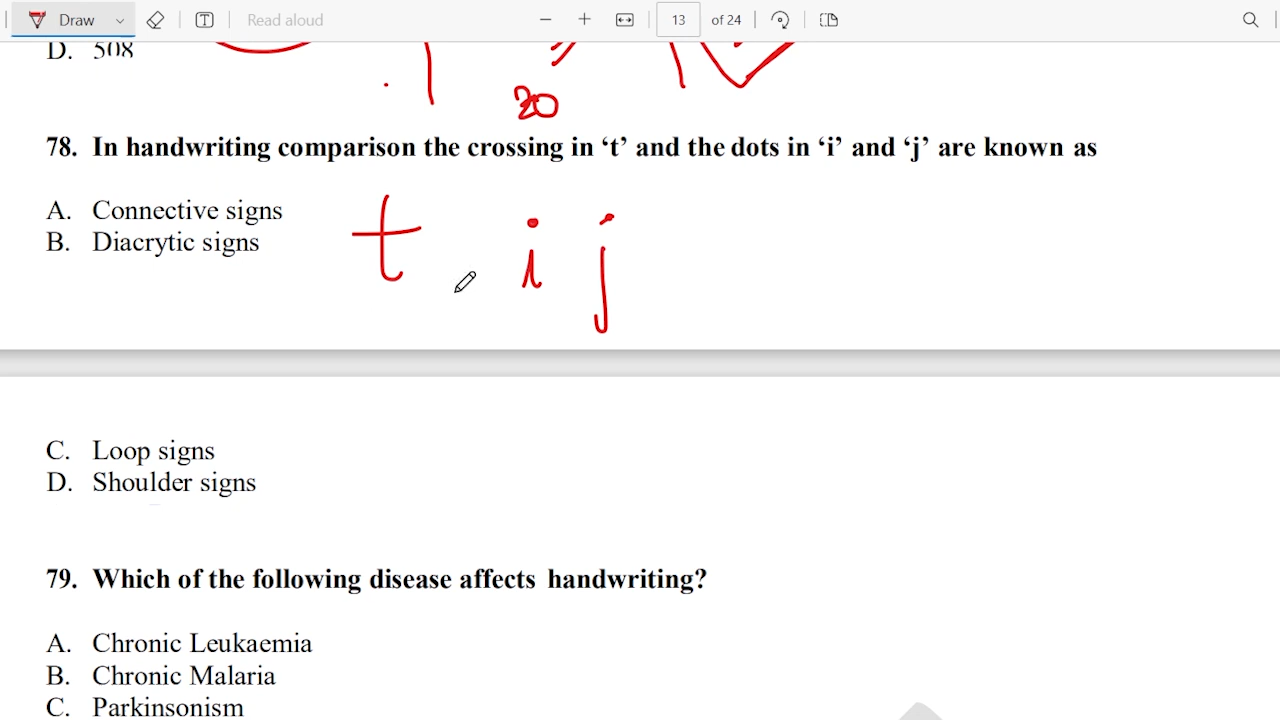 Draw
Read aloud
13
of 24
D. 508
20
78. In handwriting comparison the crossing in ‘t’ and the dots in ‘i’ and ‘j’ are known as
A. Connective signs
B. Diacrytic signs
t i j
C. Loop signs
D. Shoulder signs
79. Which of the following disease affects handwriting?
A. Chronic Leukaemia
B. Chronic Malaria
C. Parkinsonism